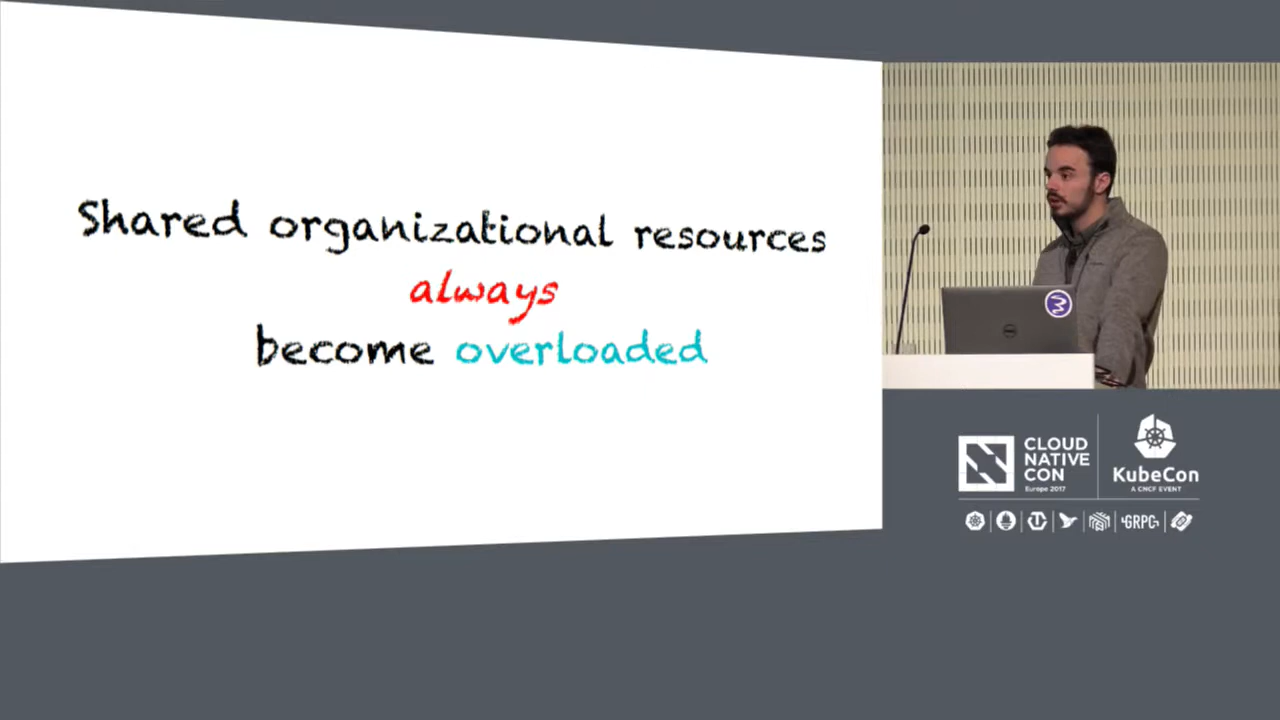 Shared organizational resources
always
become overloaded
CLOUD
NATIVE
CON
Europe 2017
KubeCon
A CNCF EVENT
GRPC